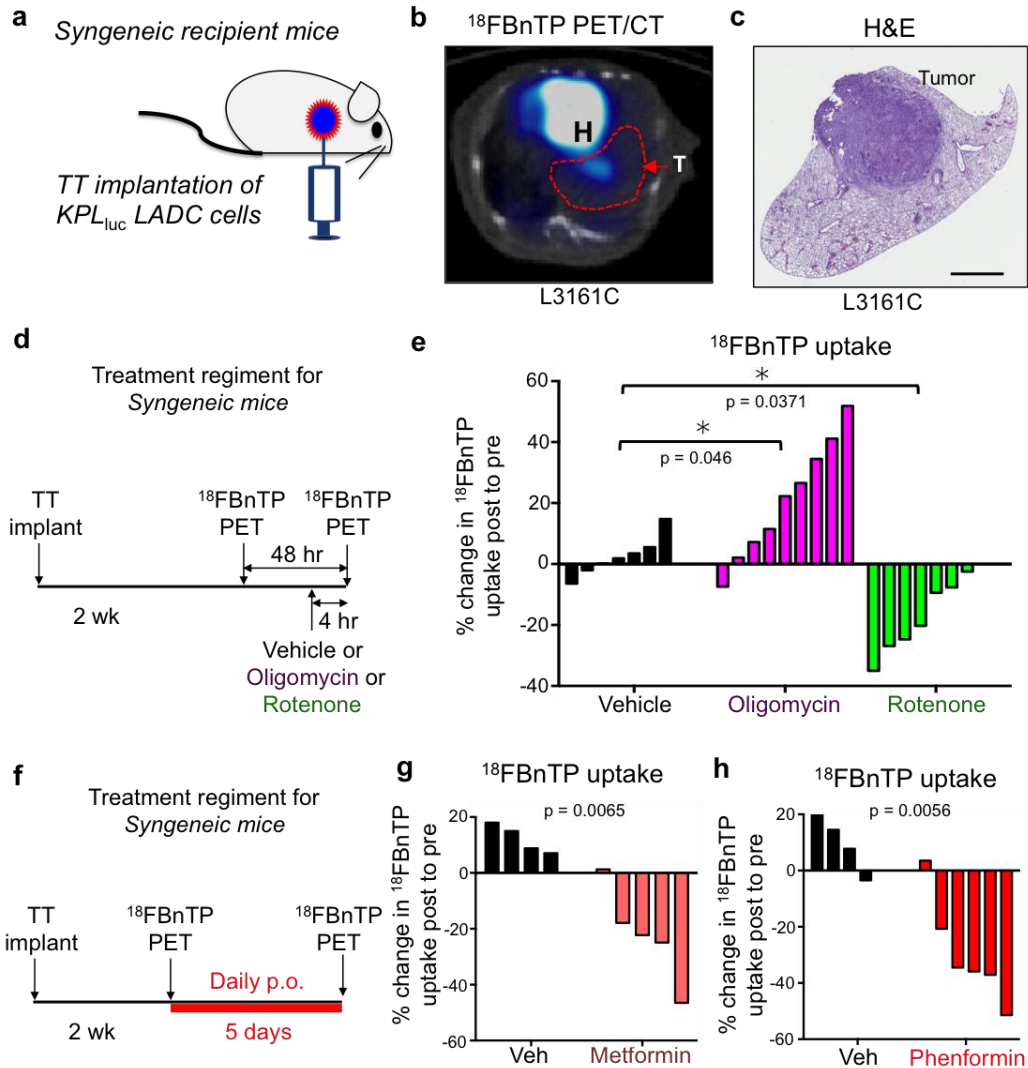 a
Syngeneic recipient mice
TT implantation of
KPLluc LADC cells
b
18FBnTP PET/CT
H
T
L3161C
c
H&E
Tumor
L3161C
d
Treatment regiment for
Syngeneic mice
TT
implant
18FBnTP
PET
18FBnTP
PET
48 hr
2 wk
4 hr
Vehicle or
Oligomycin or
Rotenone
e
18FBnTP uptake
% change in 18FBnTP
uptake post to pre
60
40
20
0
-20
-40
*
p = 0.0371
*
p = 0.046
Vehicle
Oligomycin
Rotenone
f
Treatment regiment for
Syngeneic mice
TT
implant
18FBnTP
PET
18FBnTP
PET
Daily p.o.
2 wk
5 days
g
18FBnTP uptake
p = 0.0065
% change in 18FBnTP
uptake post to pre
20
0
-20
-40
-60
Veh
Metformin
h
18FBnTP uptake
p = 0.0056
% change in 18FBnTP
uptake post to pre
20
0
-20
-40
-60
Veh
Phenformin